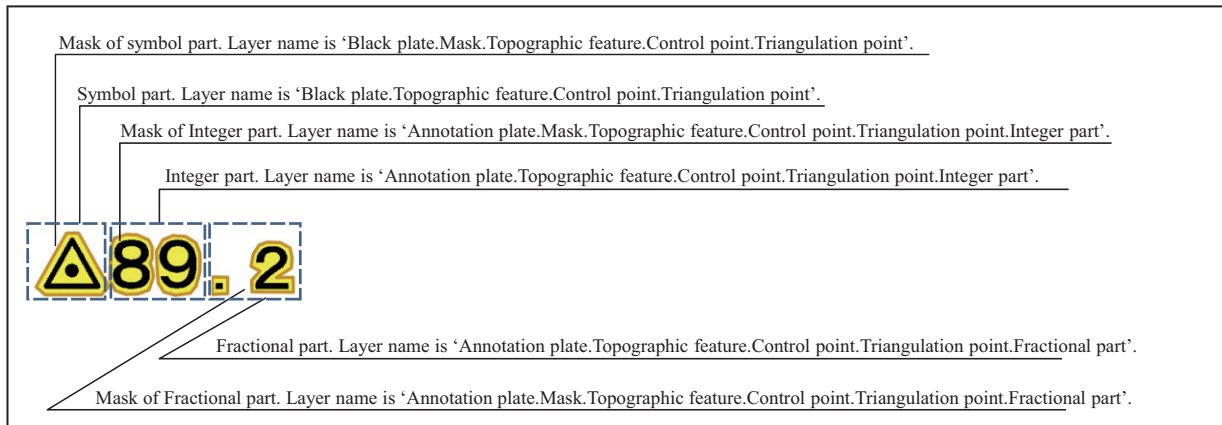 Mask of symbol part. Layer name is ‘Black plate.Mask.Topographic feature.Control point.Triangulation point’.
Symbol part. Layer name is ‘Black plate.Topographic feature.Control point.Triangulation point’.
Mask of Integer part. Layer name is ‘Annotation plate.Mask.Topographic feature.Control point.Triangulation point.Integer part’.
Integer part. Layer name is ‘Annotation plate.Topographic feature.Control point.Triangulation point.Integer part’.
89.2
Fractional part. Layer name is ‘Annotation plate.Topographic feature.Control point.Triangulation point.Fractional part’.
Mask of Fractional part. Layer name is ‘Annotation plate.Mask.Topographic feature.Control point.Triangulation point.Fractional part’.